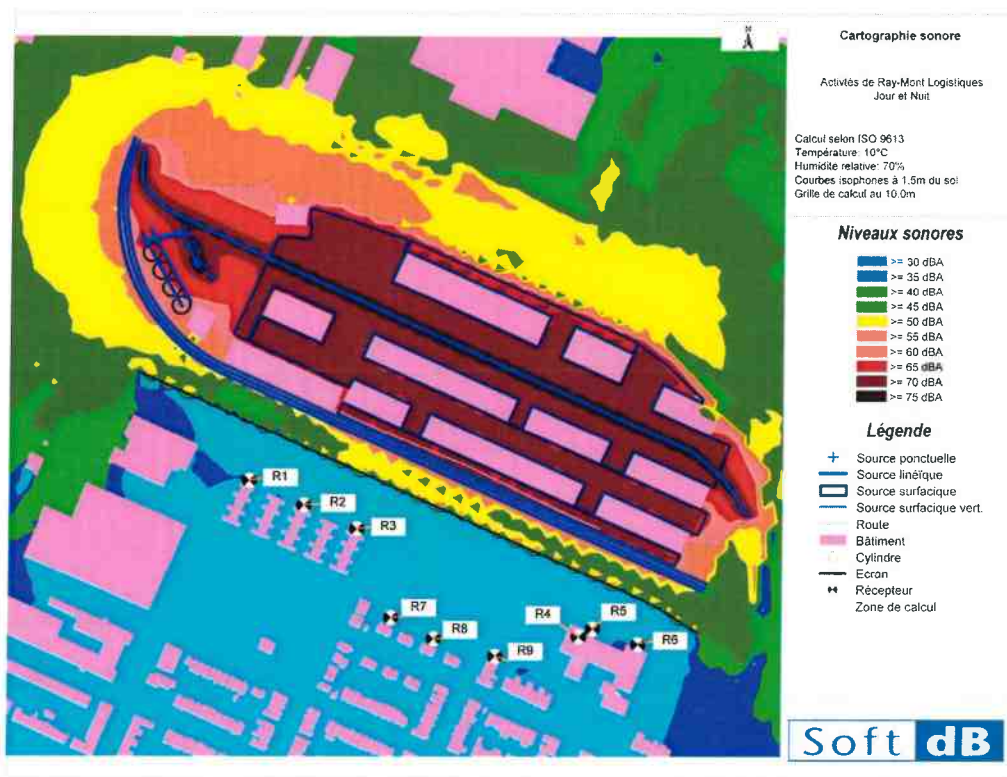 N
Cartographie sonore
Activtés de Ray-Mont Logistiques
Jour et Nuit
Calcul selon ISO 9613
Température: 10°C
Humidité relative: 70%
Courbes isophones à 1.5m du sol
Grille de calcul au 10.0m
Niveaux sonores
>= 30 dBA
>= 35 dBA
>= 40 dBA
>= 45 dBA
>= 50 dBA
>= 55 dBA
>= 60 dBA
>= 65 dBA
>= 70 dBA
>= 75 dBA
Légende
Source ponctuelle
Source linéïque
Source surfacique
Source surfacique vert.
Route
Bâtiment
Cylindre
Ecran
Récepteur
Zone de calcul
R1
R2
R3
R7
R8
R9
R4
R5
R6
Soft dB